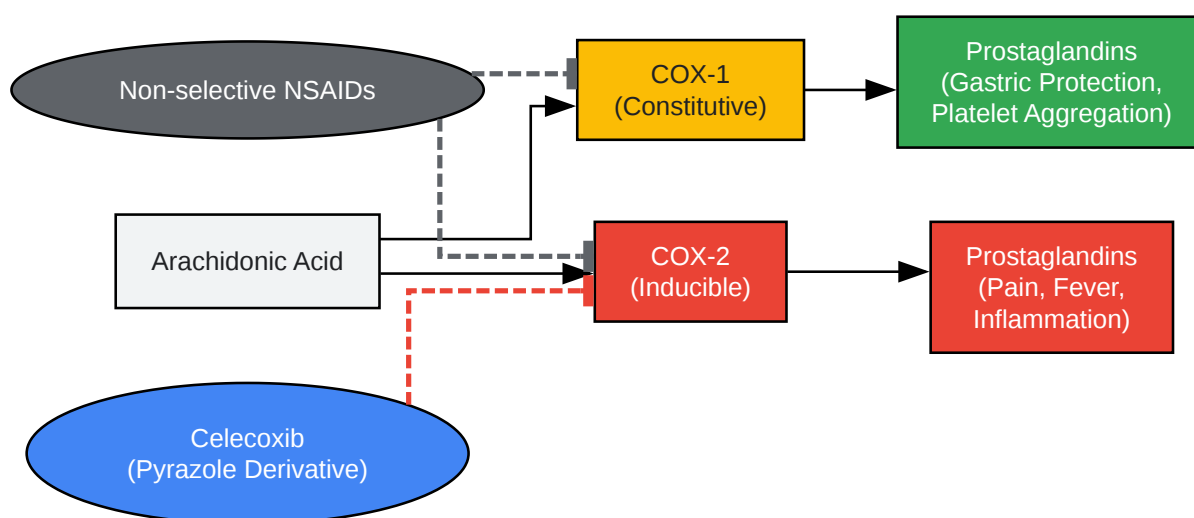 Non-selective NSAIDs
COX-1
(Constitutive)
Prostaglandins
(Gastric Protection,
Platelet Aggregation)
Arachidonic Acid
COX-2
(Inducible)
Prostaglandins
(Pain, Fever,
Inflammation)
Celecoxib
(Pyrazole Derivative)